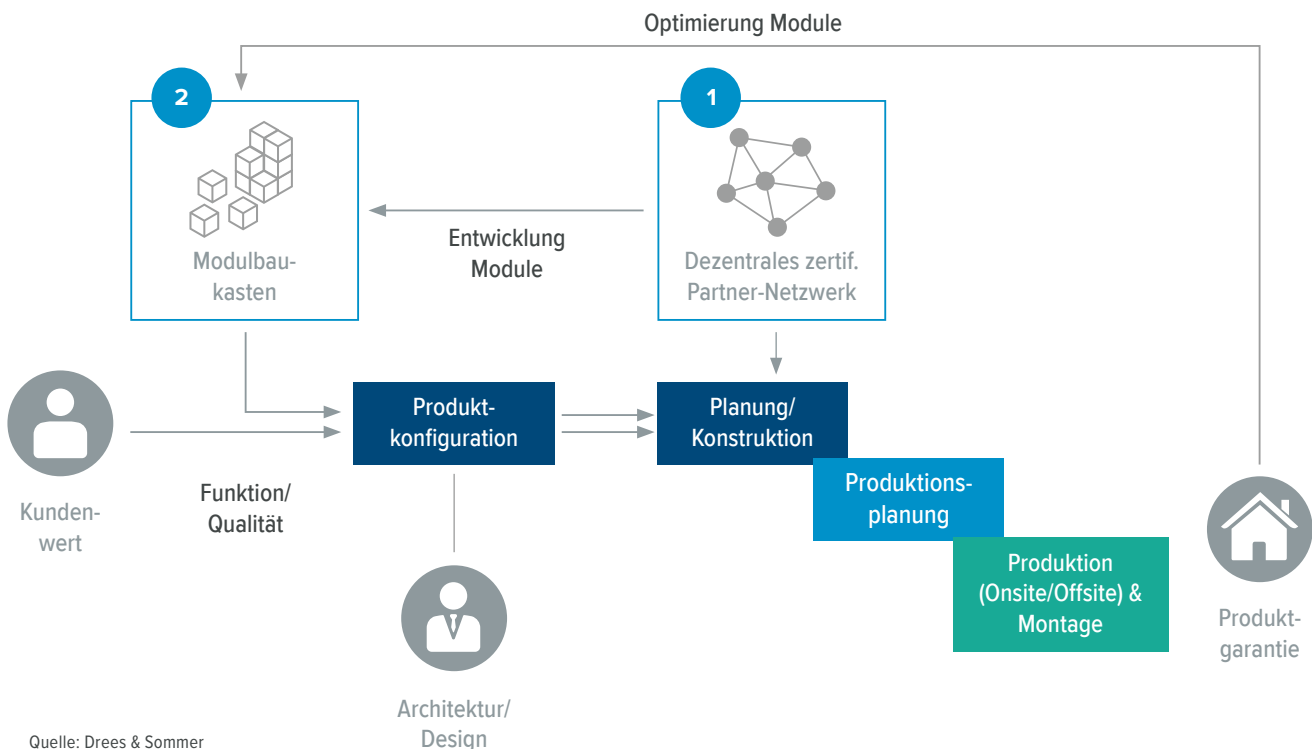 Optimierung Module
2
1
Modulbau-
kasten
Entwicklung
Module
Dezentrales zertif.
Partner-Netzwerk
Produkt-
konfiguration
Planung/
Konstruktion
Kunden-
wert
Funktion/
Qualität
Produktions-
planung
Produktion
(Onsite/Offsite) &
Montage
Produkt-
garantie
Architektur/
Design
Quelle: Drees & Sommer